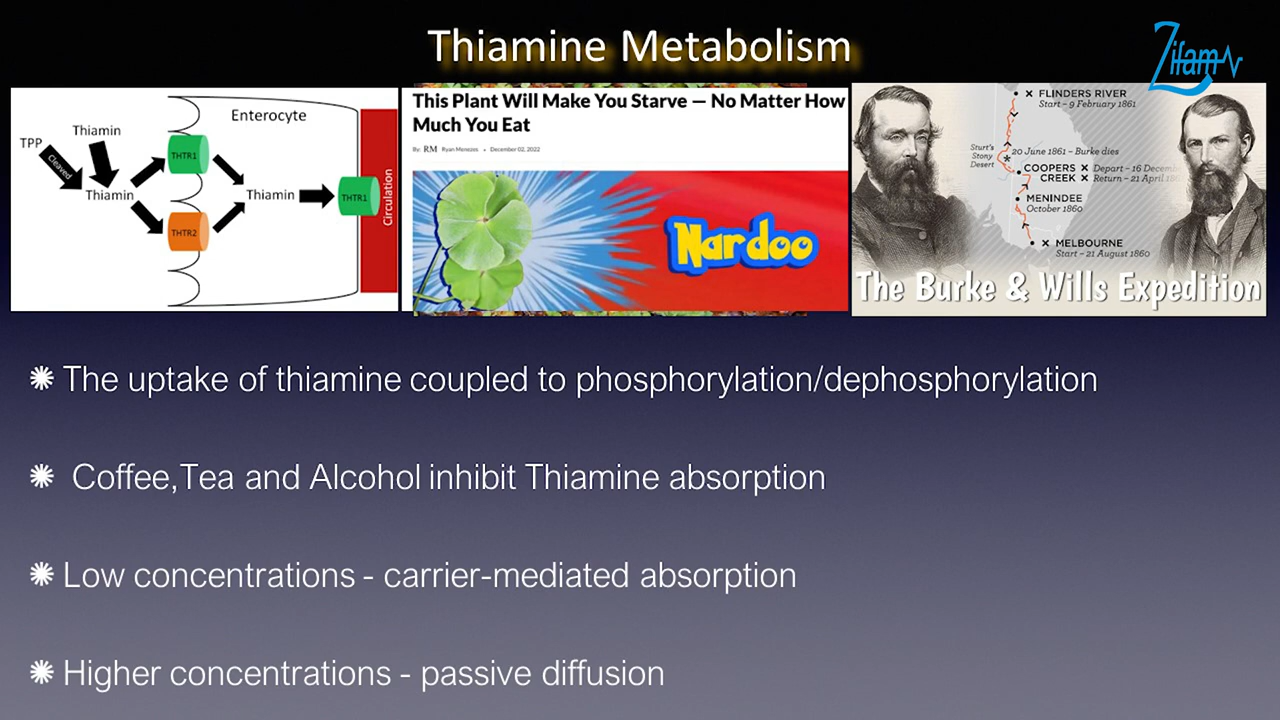 Thiamine Metabolism
Zifam
Enterocyte
TPP
Thiamin
Cleaved
Thiamin
THTR1
THTR2
Thiamin
THTR1
Circulation
This Plant Will Make You Starve — No Matter How
Much You Eat
By: RM Ryan Menezes • December 02, 2022
Nardoo
FLINDERS RIVER
Start – 9 February 1861
Sturt's
Stony
Desert
20 June 1861 – Burke dies
COOPERS
CREEK
Depart – 16 Decem
Return – 21 April 186
MENINDEE
October 1860
MELBOURNE
Start – 21 August 1860
The Burke & Wills Expedition
The uptake of thiamine coupled to phosphorylation/dephosphorylation
Coffee,Tea and Alcohol inhibit Thiamine absorption
Low concentrations - carrier-mediated absorption
Higher concentrations - passive diffusion